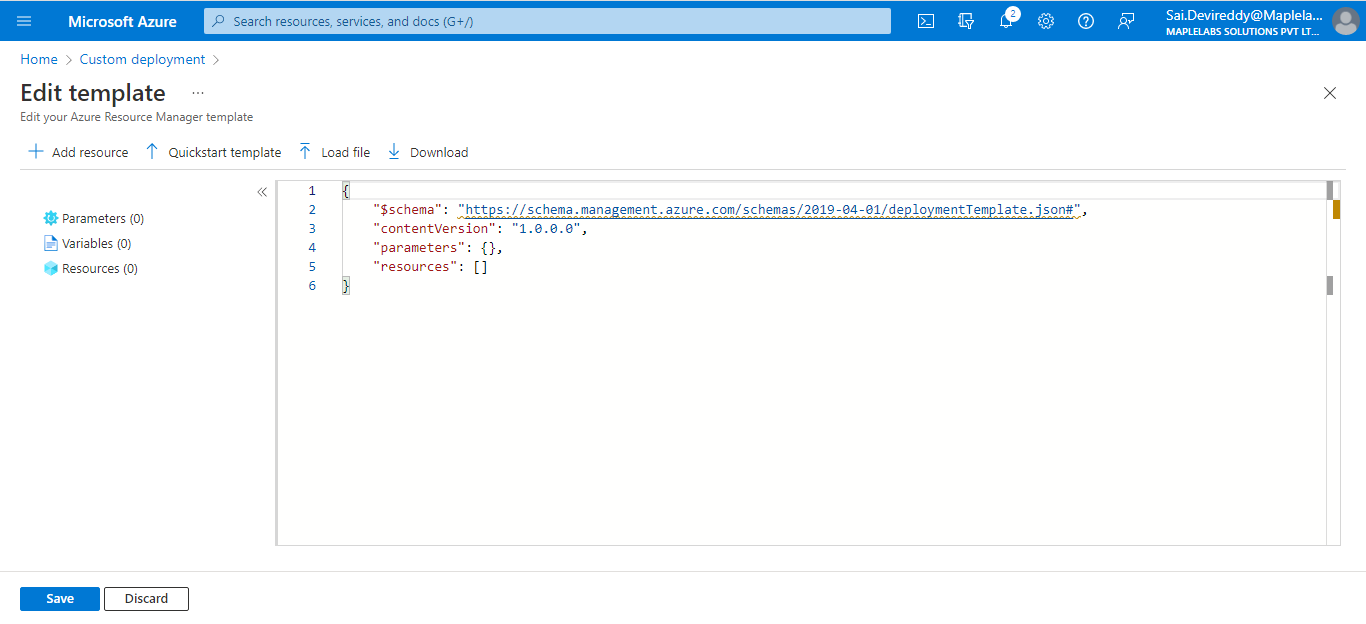 Microsoft Azure
Search resources, services, and docs (G+/)
2
Sai.Devireddy@Maplela...
MAPLELABS SOLUTIONS PVT LT...
Home > Custom deployment >
Edit template ...
Edit your Azure Resource Manager template
Add resource Quickstart template Load file Download
Parameters (0)
Variables (0)
Resources (0)
1 {
2 "$schema": "https://schema.management.azure.com/schemas/2019-04-01/deploymentTemplate.json#",
3 "contentVersion": "1.0.0.0",
4 "parameters": {},
5 "resources": []
6 }
Save Discard